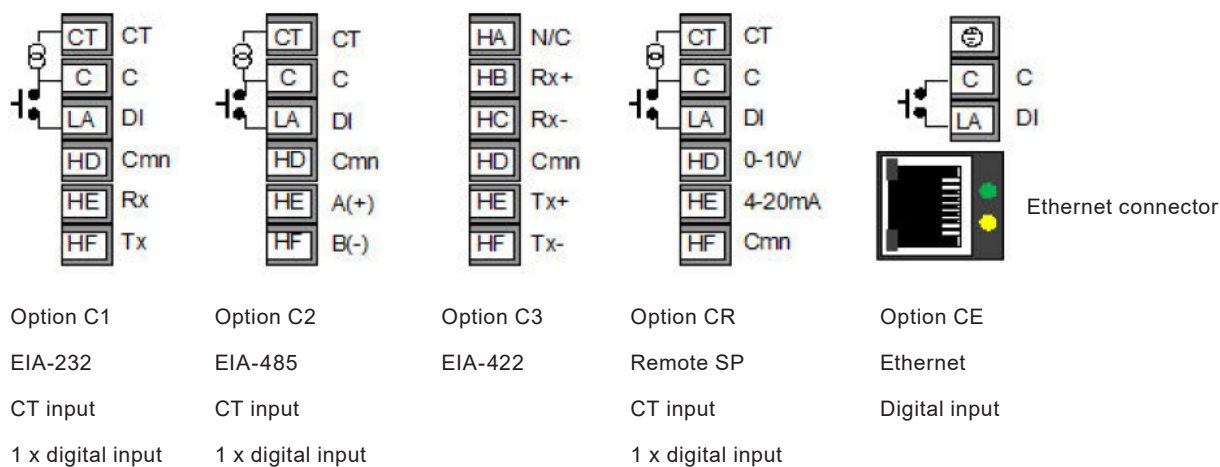 CT CT
C C
LA DI
HD Cmn
HE Rx
HF Tx
CT CT
C C
LA DI
HD Cmn
HE A(+)
HF B(-)
HA N/C
HB Rx+
HC Rx-
HD Cmn
HE Tx+
HF Tx-
CT CT
C C
LA DI
HD 0-10V
HE 4-20mA
HF Cmn
C C
LA DI
Ethernet connector
Option C1
EIA-232
CT input
1 x digital input
Option C2
EIA-485
CT input
1 x digital input
Option C3
EIA-422
Option CR
Remote SP
CT input
1 x digital input
Option CE
Ethernet
Digital input